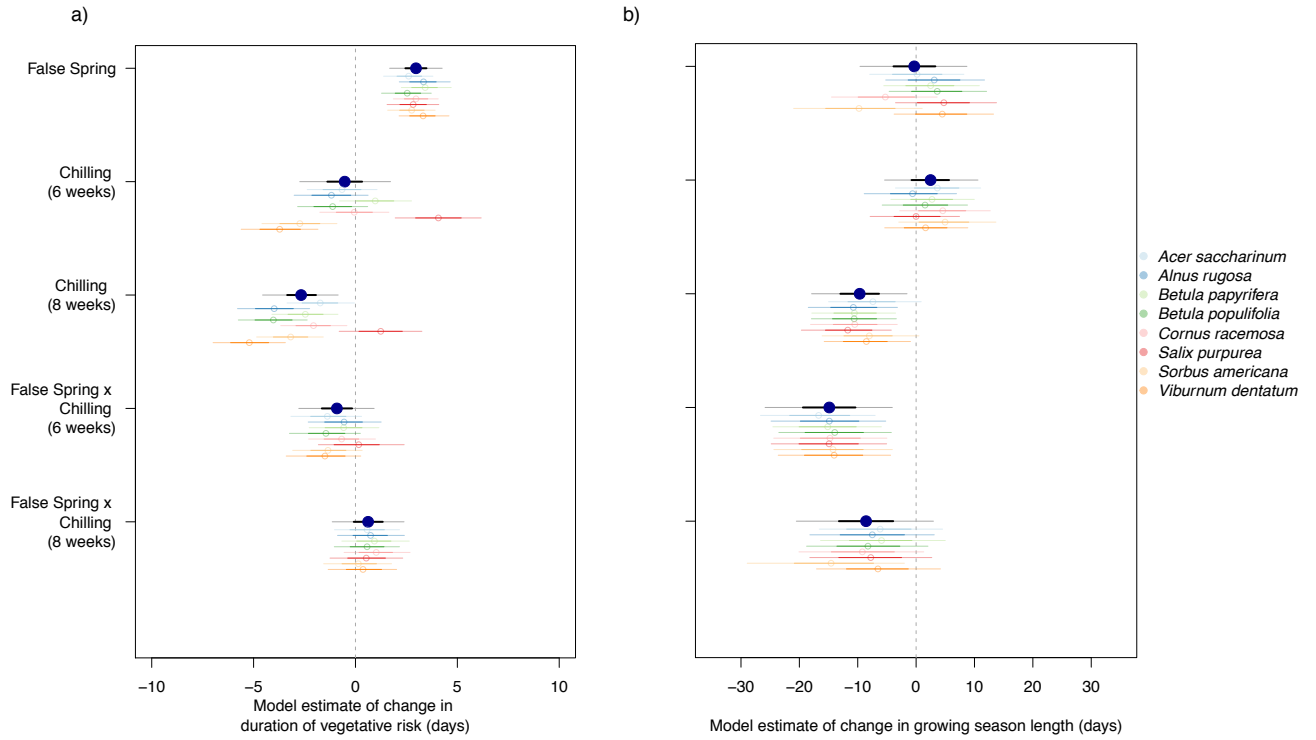 a)
b)
False Spring
Chilling
(6 weeks)
Chilling
(8 weeks)
False Spring x
Chilling
(6 weeks)
False Spring x
Chilling
(8 weeks)
−10
−5
0
5
10
Model estimate of change in
duration of vegetative risk (days)
−30
−20
−10
0
10
20
30
Model estimate of change in growing season length (days)
Acer saccharinum
Alnus rugosa
Betula papyrifera
Betula populifolia
Cornus racemosa
Salix purpurea
Sorbus americana
Viburnum dentatum